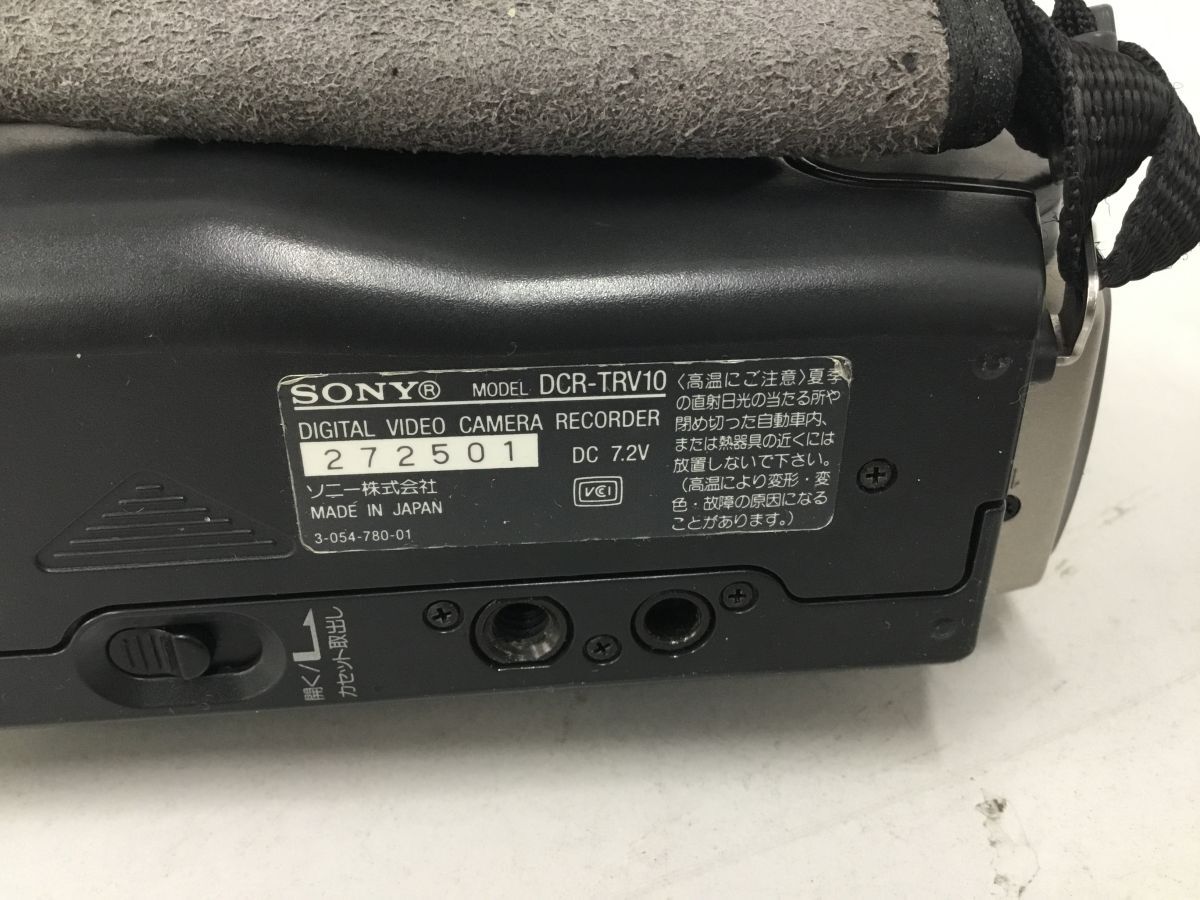 SONY® MODEL DCR-TRV10
DIGITAL VIDEO CAMERA RECORDER
272501 DC 7.2V
ソニー株式会社
VCI
MADE IN JAPAN
3-054-780-01
〈高温にご注意〉夏季
の直射日光の当たる所や
閉め切った自動車内、
または熱器具の近くには
放置しないで下さい。
(高温により変形・変
色・故障の原因になる
ことがあります。)
開く/
カセット取出し